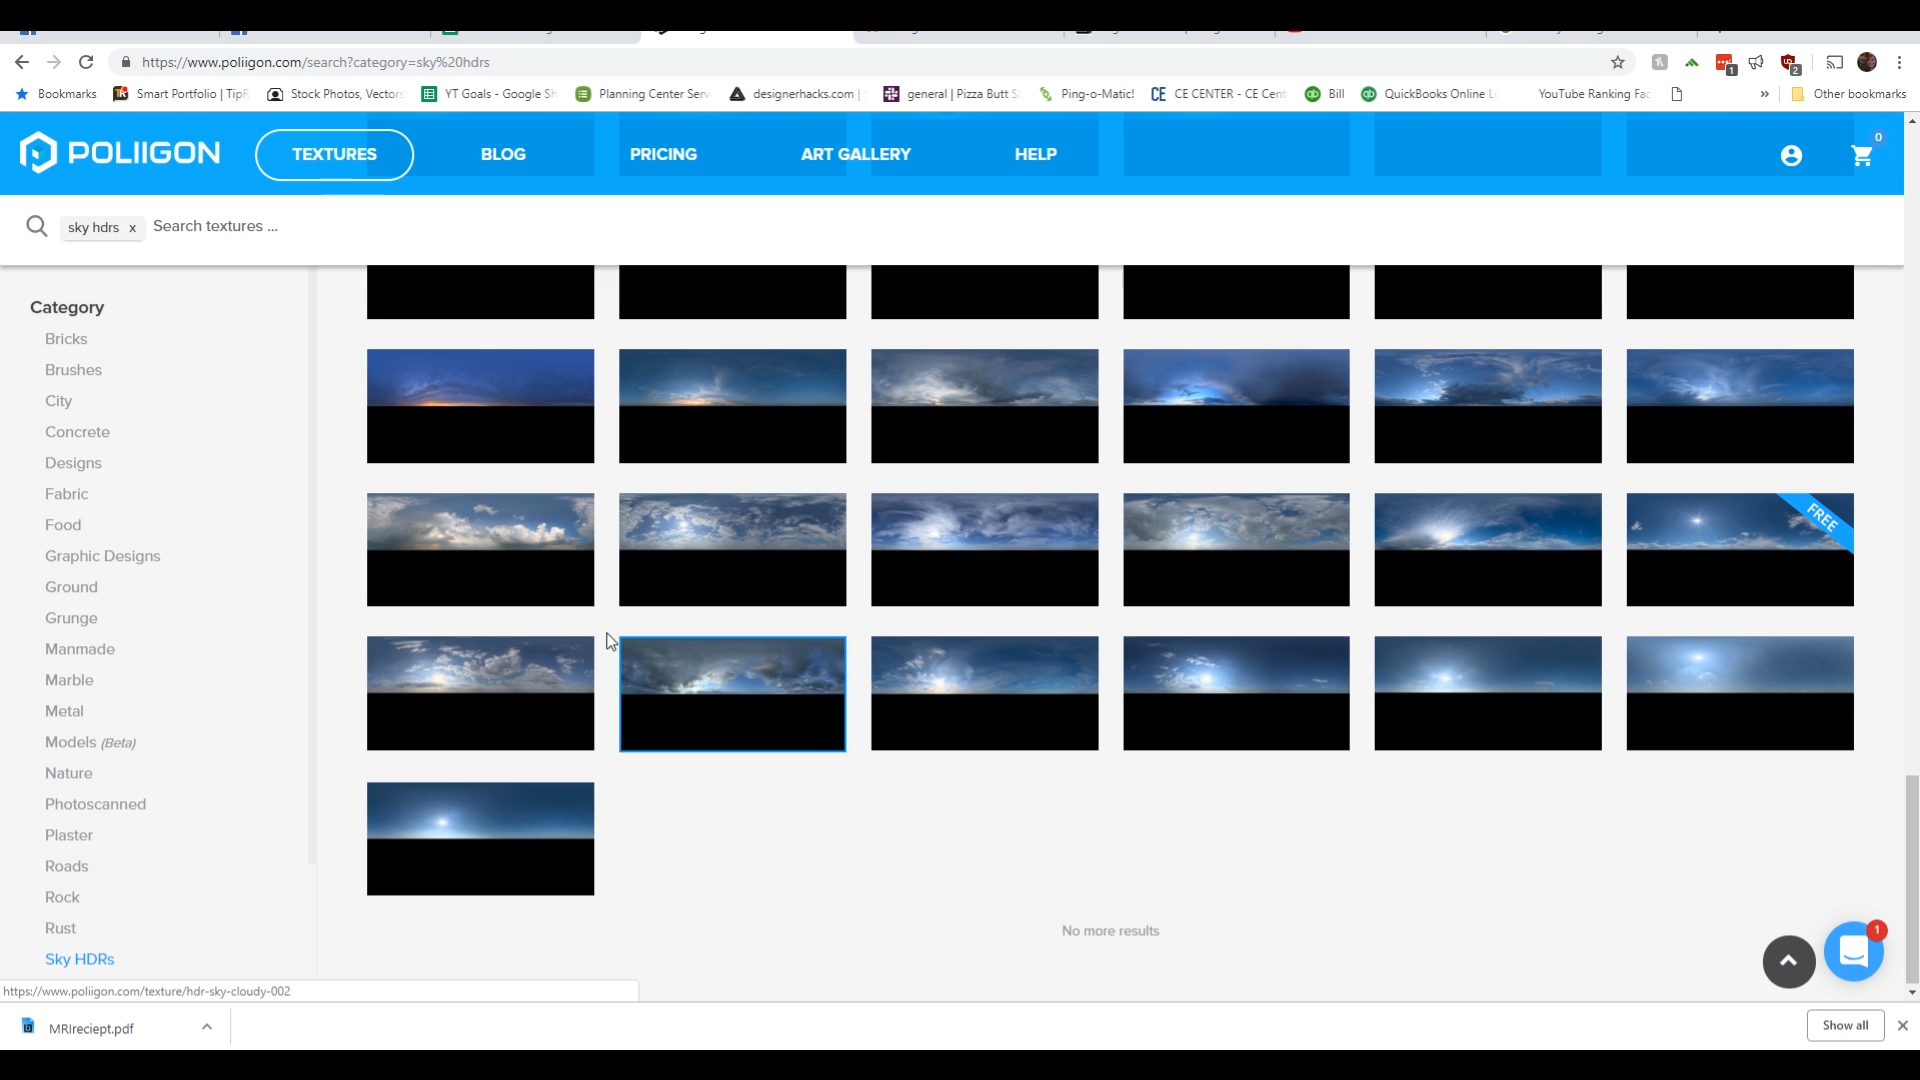 https://www.poliigon.com/search?category=sky%20hdrs
1
2
Bookmarks
Smart Portfolio | TipR
Stock Photos, Vectors
YT Goals - Google Sh
Planning Center Serv
designerhacks.com |
general | Pizza Butt S
Ping-o-Matic!
CE CENTER - CE Cent
Bill
QuickBooks Online L
YouTube Ranking Fac
»
Other bookmarks
POLIIGON
TEXTURES
BLOG
PRICING
ART GALLERY
HELP
0
sky hdrs x
Search textures ...
Category
Bricks
Brushes
City
Concrete
Designs
Fabric
Food
Graphic Designs
Ground
Grunge
Manmade
Marble
Metal
Models (Beta)
Nature
Photoscanned
Plaster
Roads
Rock
Rust
Sky HDRs
FREE
No more results
1
https://www.poliigon.com/texture/hdr-sky-cloudy-002
MRIreciept.pdf
Show all